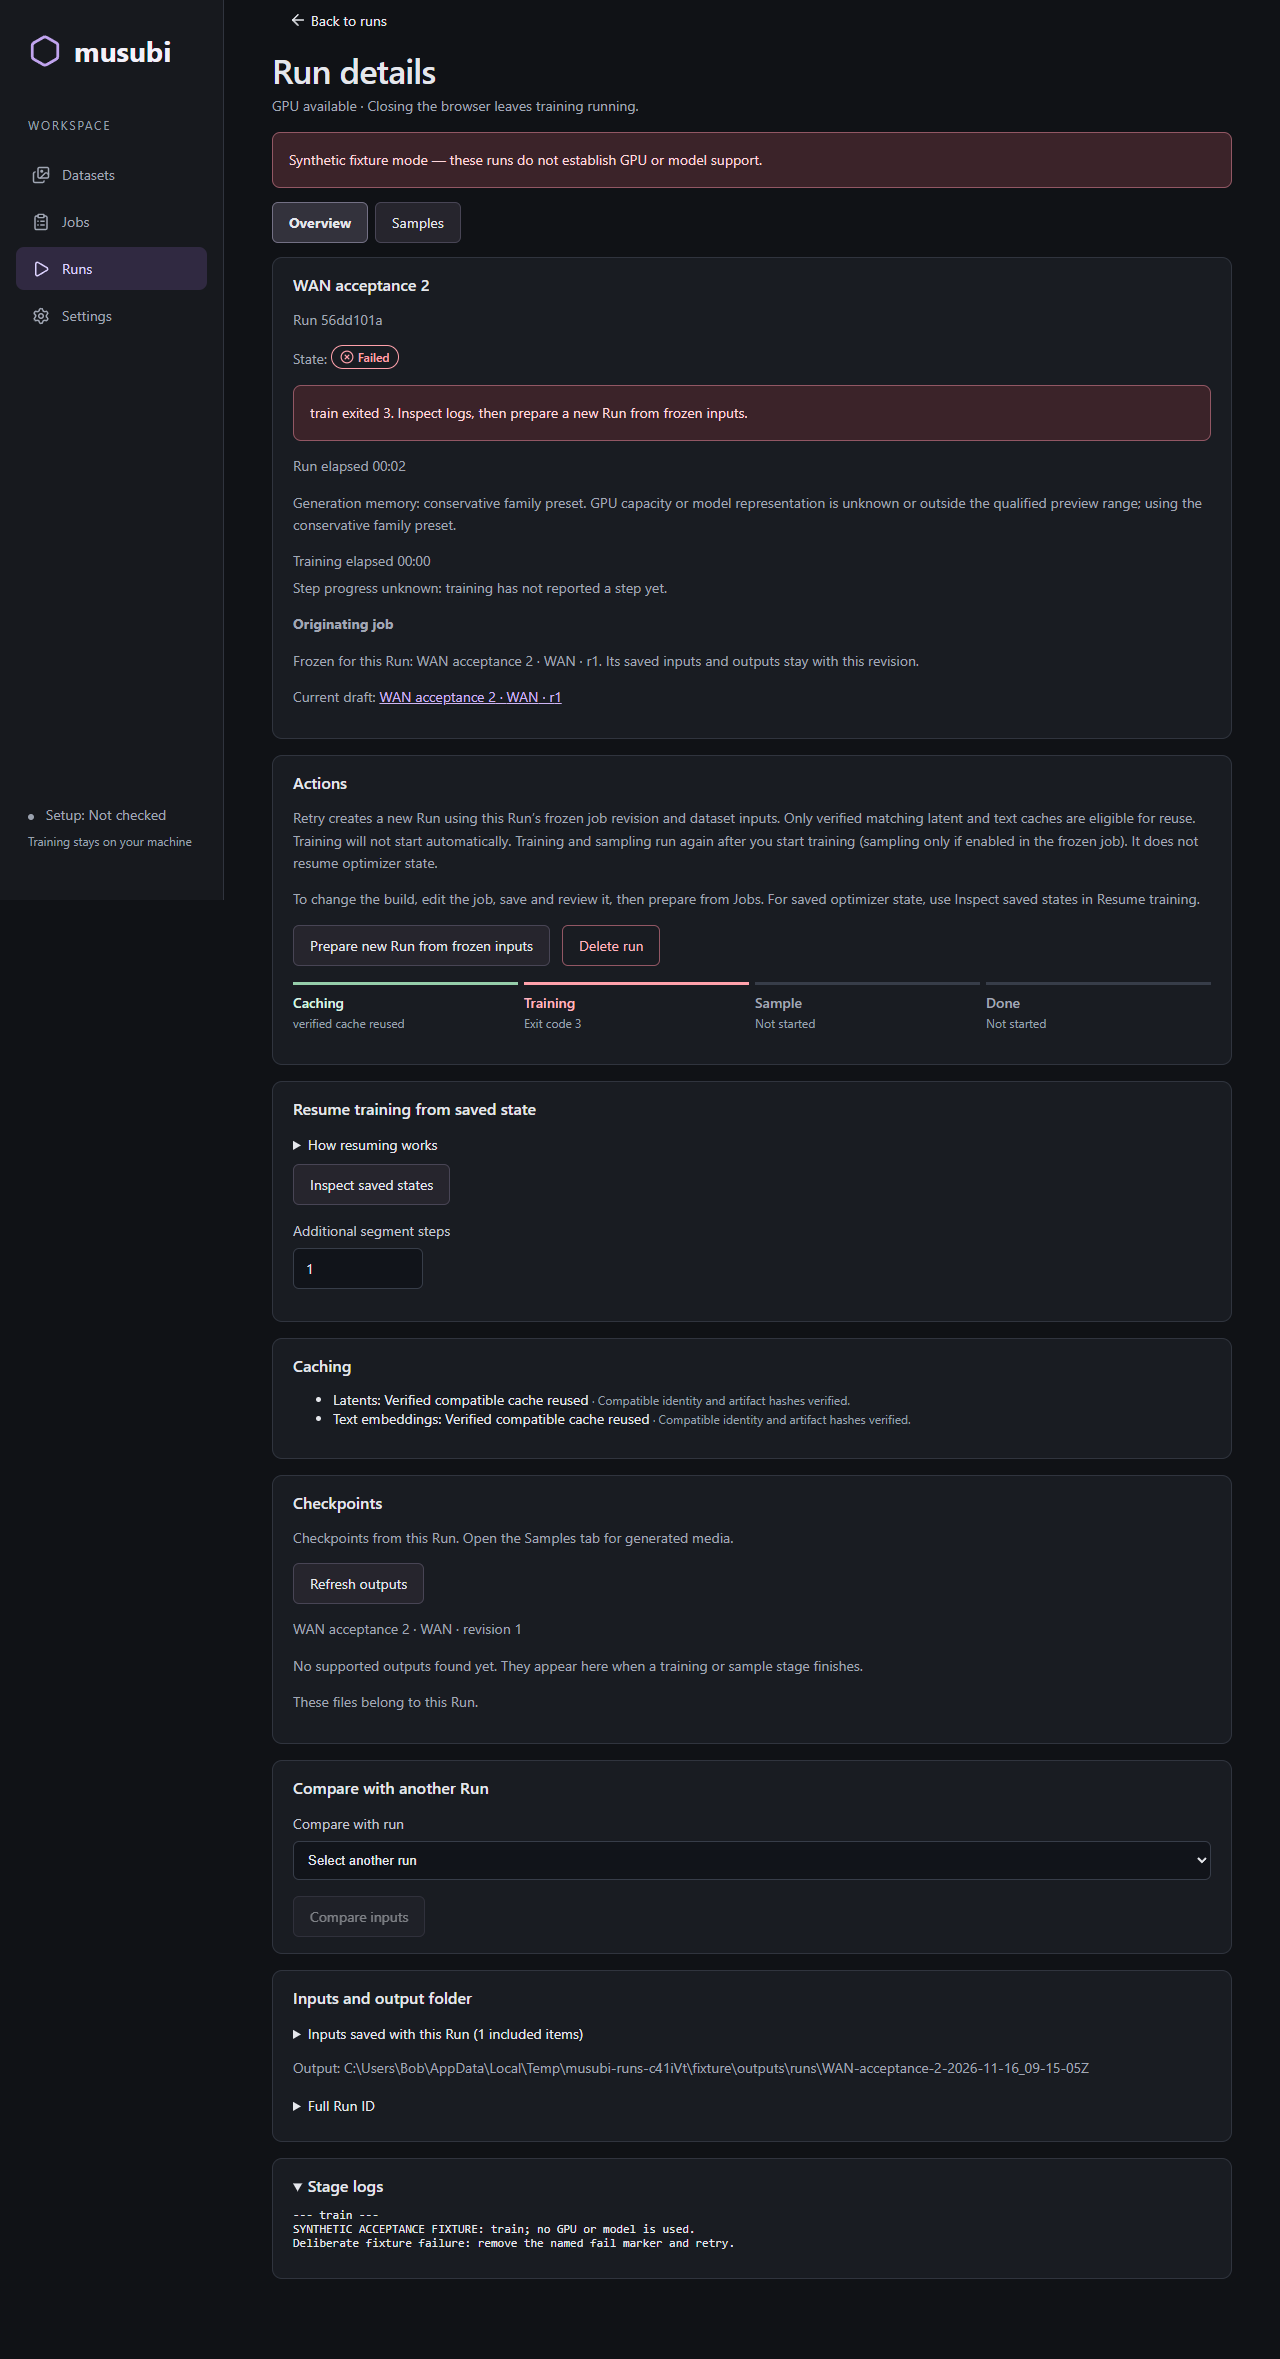 musubi
WORKSPACE
Datasets
Jobs
Runs
Settings
Setup: Not checked
Training stays on your machine
Back to runs
Run details
GPU available · Closing the browser leaves training running.
Synthetic fixture mode — these runs do not establish GPU or model support.
Overview
Samples
WAN acceptance 2
Run 56dd101a
State: Failed
train exited 3. Inspect logs, then prepare a new Run from frozen inputs.
Run elapsed 00:02
Generation memory: conservative family preset. GPU capacity or model representation is unknown or outside the qualified preview range; using the
conservative family preset.
Training elapsed 00:00
Step progress unknown: training has not reported a step yet.
Originating job
Frozen for this Run: WAN acceptance 2 · WAN · r1. Its saved inputs and outputs stay with this revision.
Current draft: WAN acceptance 2 · WAN · r1
Actions
Retry creates a new Run using this Run's frozen job revision and dataset inputs. Only verified matching latent and text caches are eligible for reuse.
Training will not start automatically. Training and sampling run again after you start training (sampling only if enabled in the frozen job). It does not
resume optimizer state.
To change the build, edit the job, save and review it, then prepare from Jobs. For saved optimizer state, use Inspect saved states in Resume training.
Prepare new Run from frozen inputs
Delete run
Caching
verified cache reused
Training
Exit code 3
Sample
Not started
Done
Not started
Resume training from saved state
How resuming works
Inspect saved states
Additional segment steps
1
Caching
Latents: Verified compatible cache reused · Compatible identity and artifact hashes verified.
Text embeddings: Verified compatible cache reused · Compatible identity and artifact hashes verified.
Checkpoints
Checkpoints from this Run. Open the Samples tab for generated media.
Refresh outputs
WAN acceptance 2 · WAN · revision 1
No supported outputs found yet. They appear here when a training or sample stage finishes.
These files belong to this Run.
Compare with another Run
Compare with run
Select another run
Compare inputs
Inputs and output folder
Inputs saved with this Run (1 included items)
Output: C:\Users\Bob\AppData\Local\Temp\musubi-runs-c41iVt\fixture\outputs\runs\WAN-acceptance-2-2026-11-16_09-15-05Z
Full Run ID
Stage logs
--- train ---
SYNTHETIC ACCEPTANCE FIXTURE: train; no GPU or model is used.
Deliberate fixture failure: remove the named fail marker and retry.